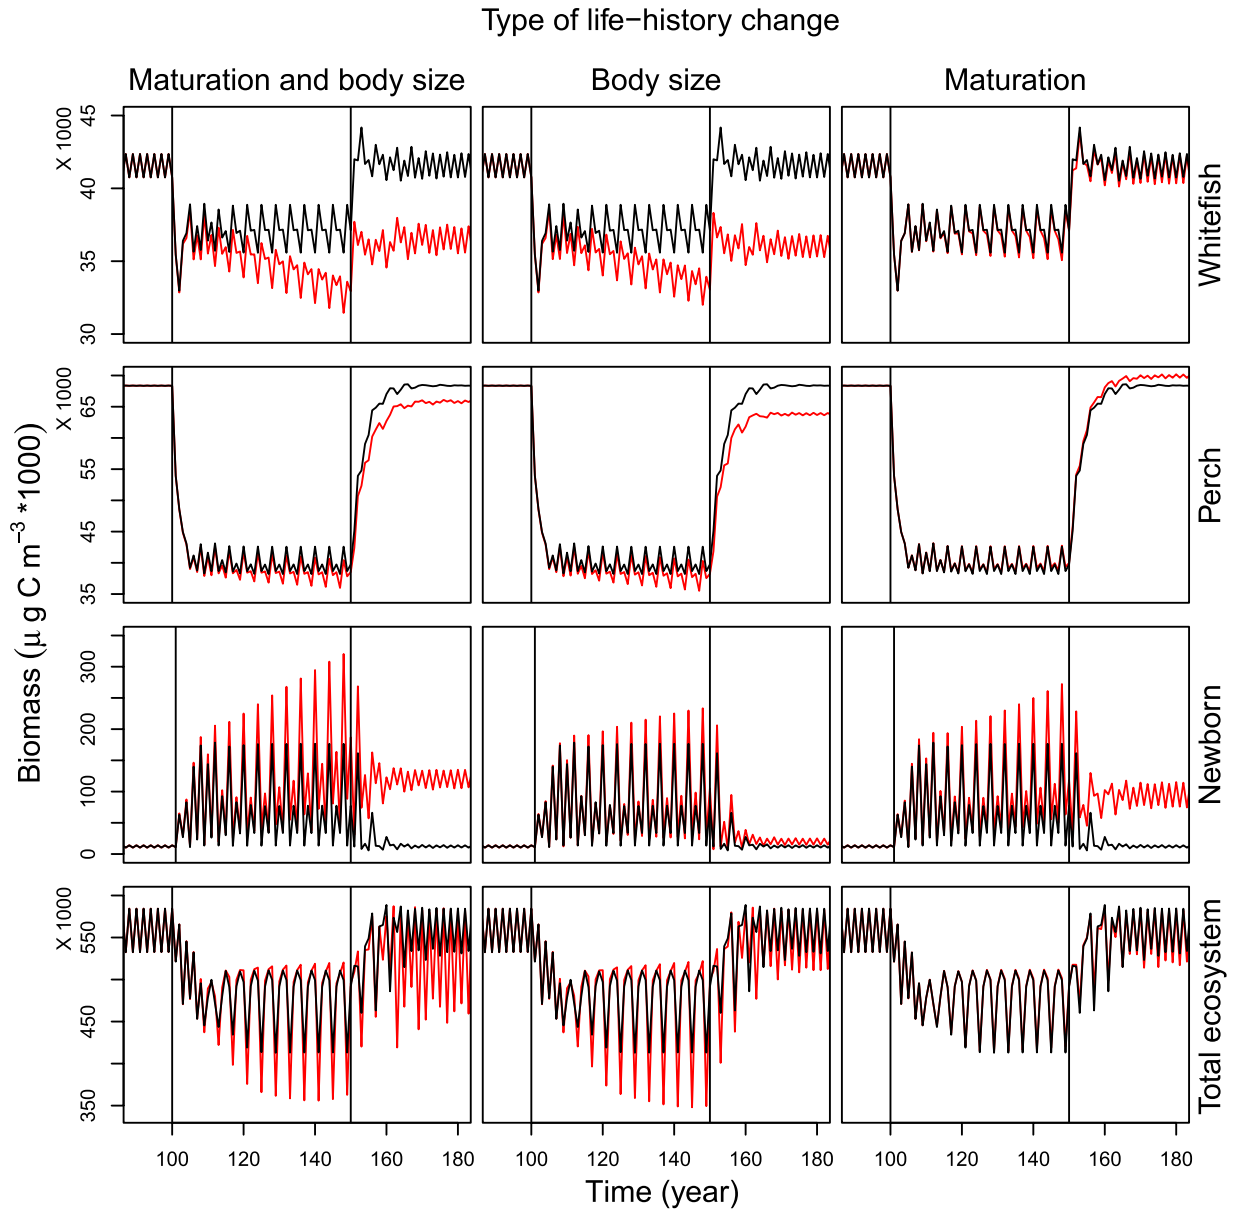 Type of life−history change
Maturation and body size
Body size
Maturation
X 1000
45
40
35
30
Whitefish
X 1000
65
55
45
35
Perch
Biomass (μ g C m⁻³ *1000)
300
200
100
0
Newborn
X 1000
550
450
350
Total ecosystem
100 120 140 160 180 100 120 140 160 180 100 120 140 160 180
Time (year)